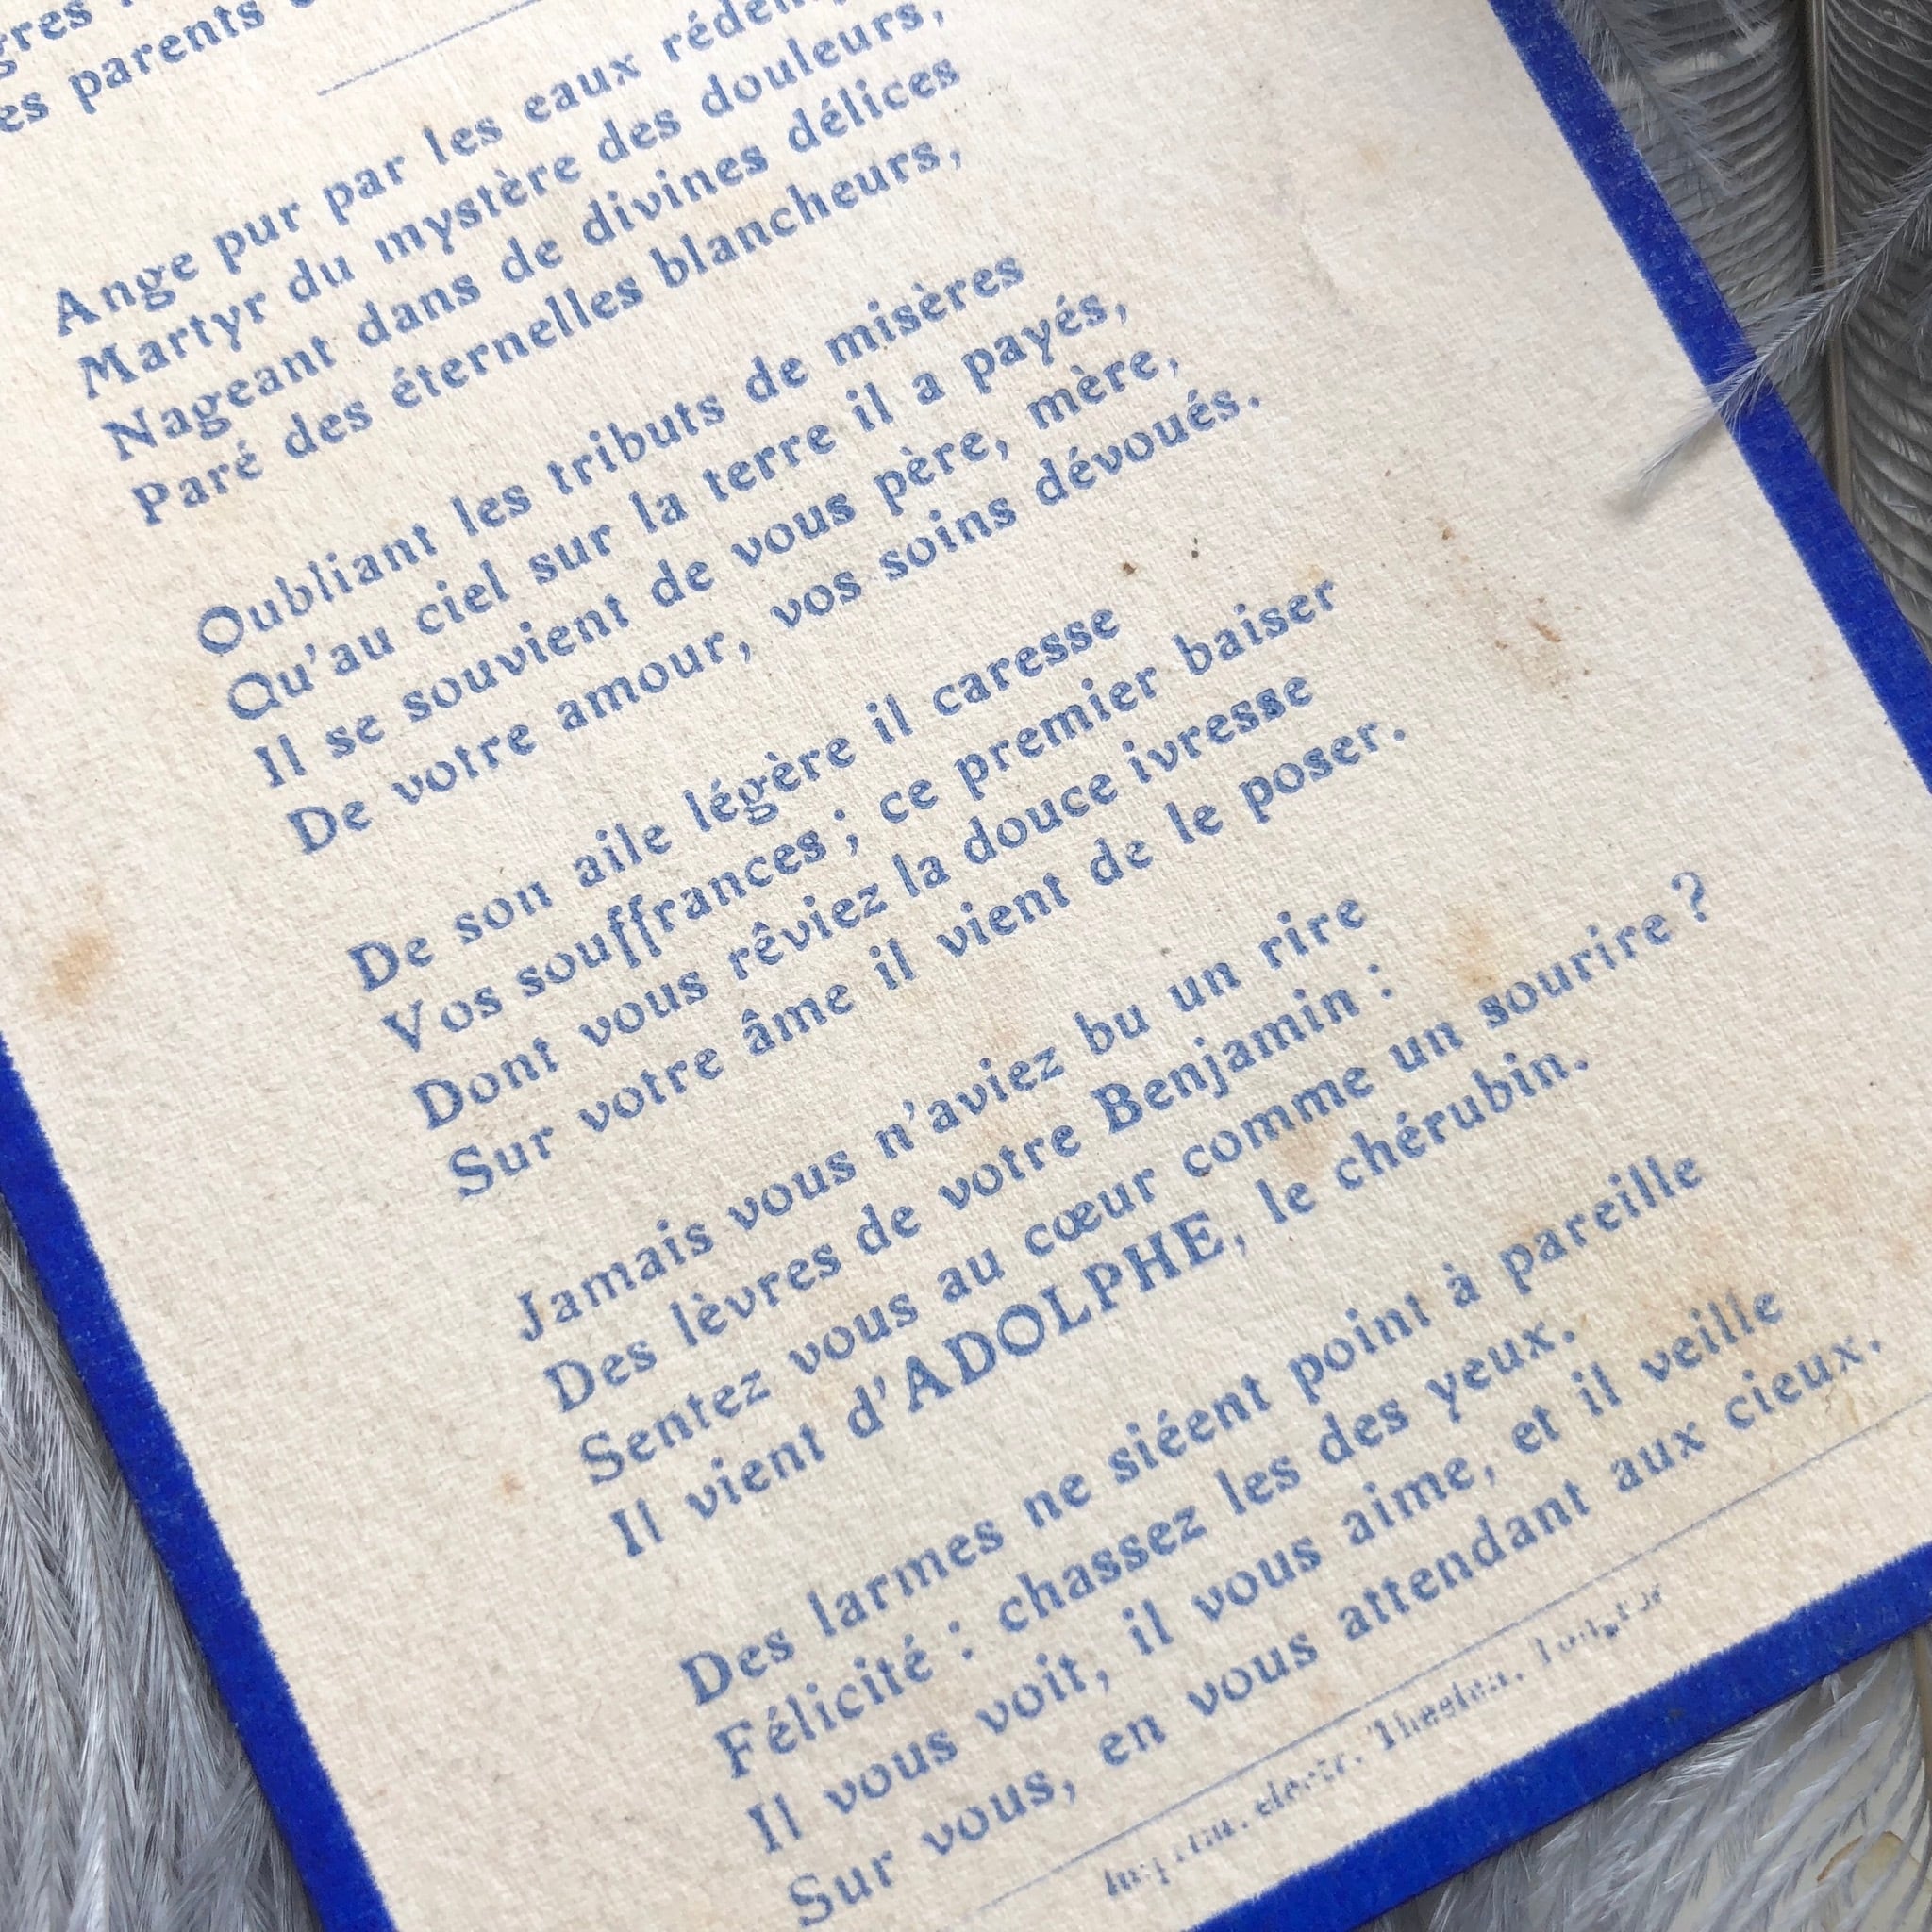 parents
Ange pur par les eaux
Martyr du mystère des douleurs,
Nageant dans de divines délices
Paré des éternelles blancheurs,
Oubliant les tributs de misères
Qu'au ciel sur la terre il a payés,
Il se souvient de vous père, mère,
De votre amour, vos soins dévoués.
De son aile légère il caresse
Vos souffrances ; ce premier baiser
Dont vous rêviez la douce ivresse
Sur votre âme il vient de le poser.
Jamais vous n'aviez bu un rire
Des lèvres de votre Benjamin :
Sentez vous au cœur comme un sourire ?
Il vient d'ADOLPHE, le chérubin.
Des larmes ne siéent point à pareille
Félicité : chassez les des yeux.
Il vous voit, il vous aime, et il veille
Sur vous, en vous attendant aux cieux.
electr.